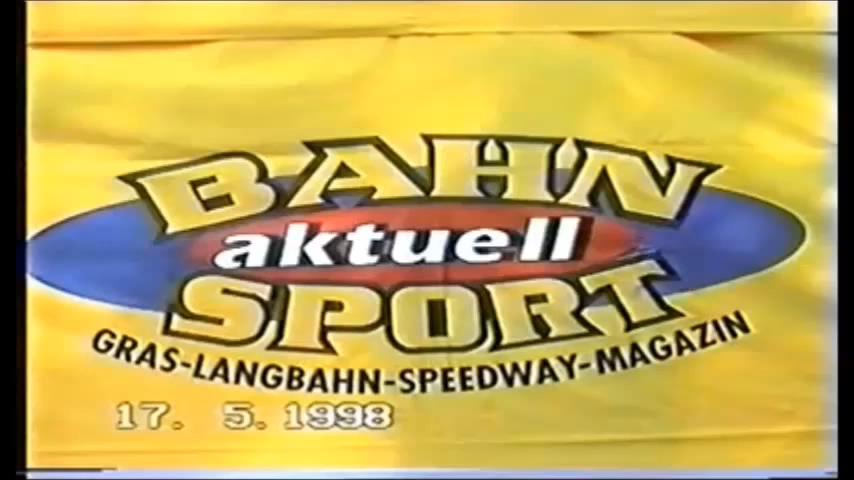 BAHN
aktuell
SPORT
GRAS-LANGBAHN-SPEEDWAY-MAGAZIN
17. 5. 1998